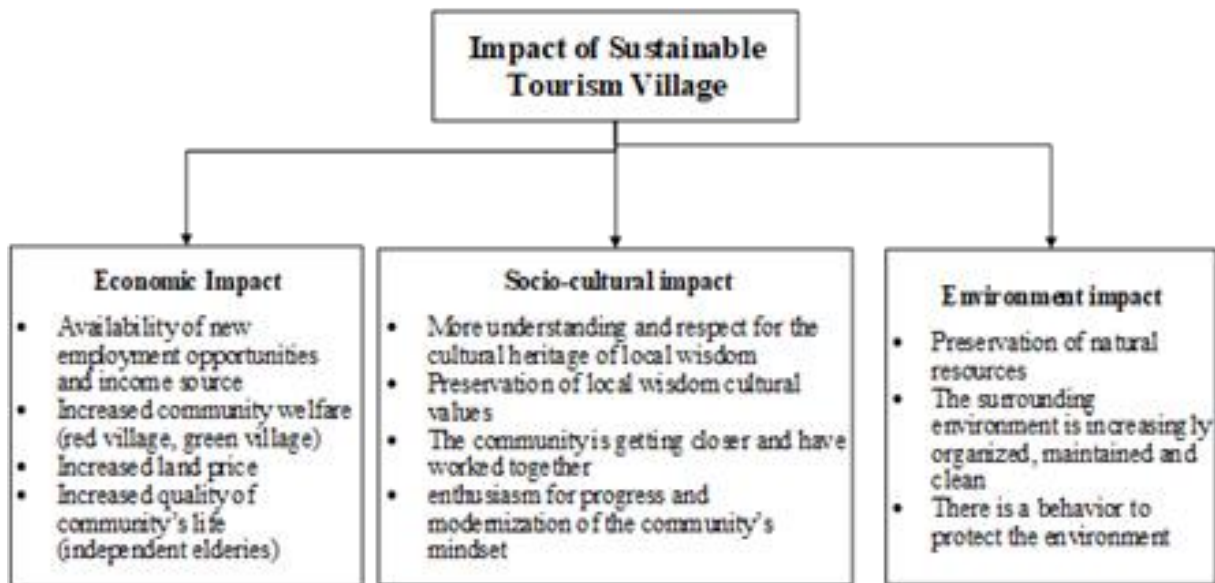 Impact of Sustainable
Tourism Village
Economic Impact
• Availability of new
employment opportunities
and income source
• Increased community welfare
(red village, green village)
• Increased land price
• Increased quality of
community's life
(independent elderies)
Socio-cultural impact
• More understanding and respect for the
cultural heritage of local wisdom
• Preservation of local wisdom cultural
values
• The community is getting closer and have
worked together
• enthusiasm for progress and
modernization of the community's
mindset
Environment impact
• Preservation of natural
resources
• The surrounding
environment is increasingly
organized, maintained and
clean
• There is a behavior to
protect the environment